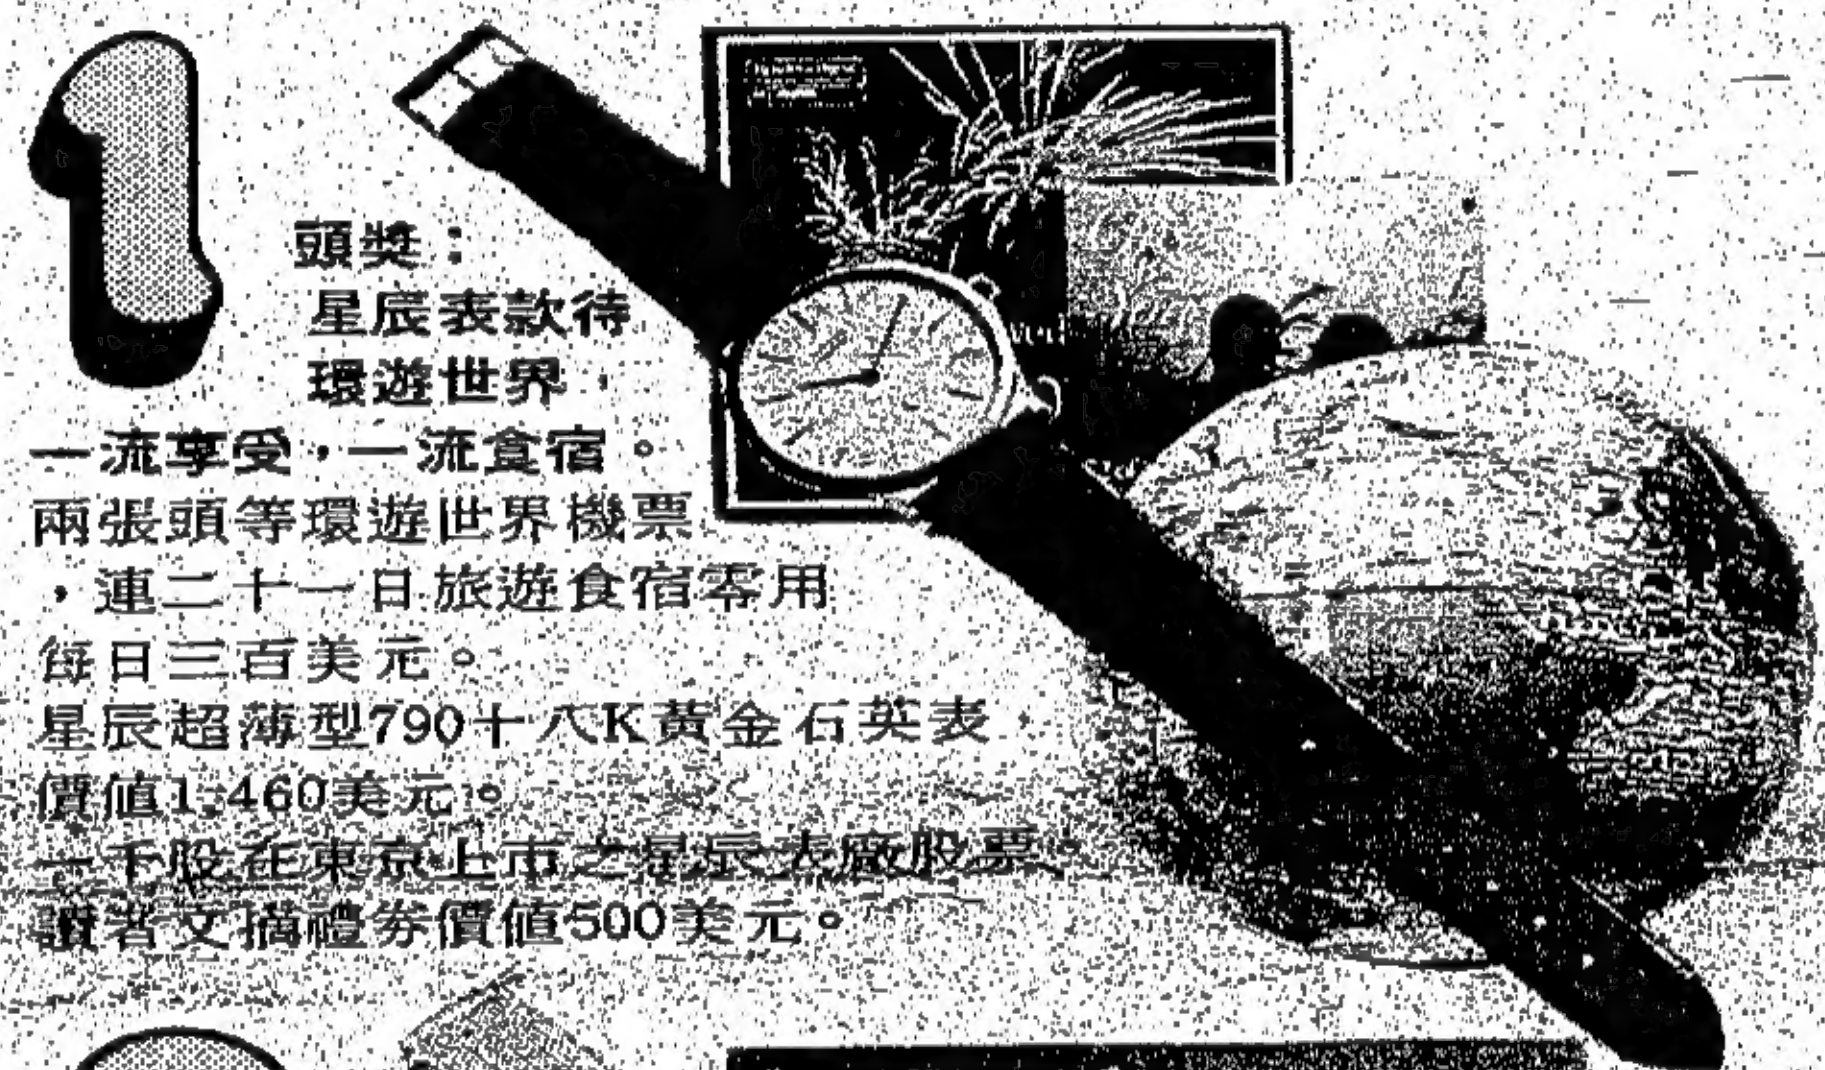 1
頭獎：
星辰表款待
環遊世界，
一流享受，一流食宿。
兩張頭等環遊世界機票
，連二十一日旅遊食宿零用
每日三百美元。
星辰超薄型790十八K黃金石英表，
價值1,460美元。
一千股在東京上市之星辰表廠股票。
讀者文摘禮券價值500美元。